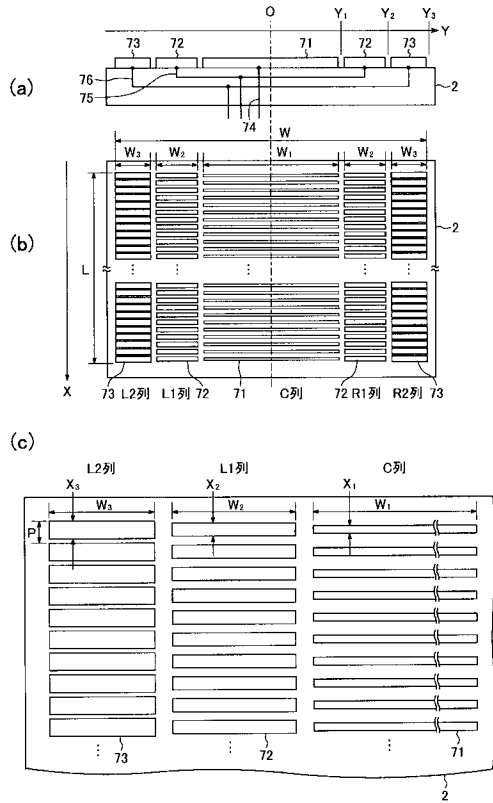 O Y₁ Y₂ Y₃ Y
73 72 71 72 73
76
75
(a)
74
2
W
W₃ W₂ W₁ W₂ W₃
(b)
2
L
X
73 L2列 L1列 72 71 C列 72 R1列 R2列 73
(c)
L2列 L1列 C列
X₃ X₂ X₁
W₃ W₂ W₁
P
73 72 71
2